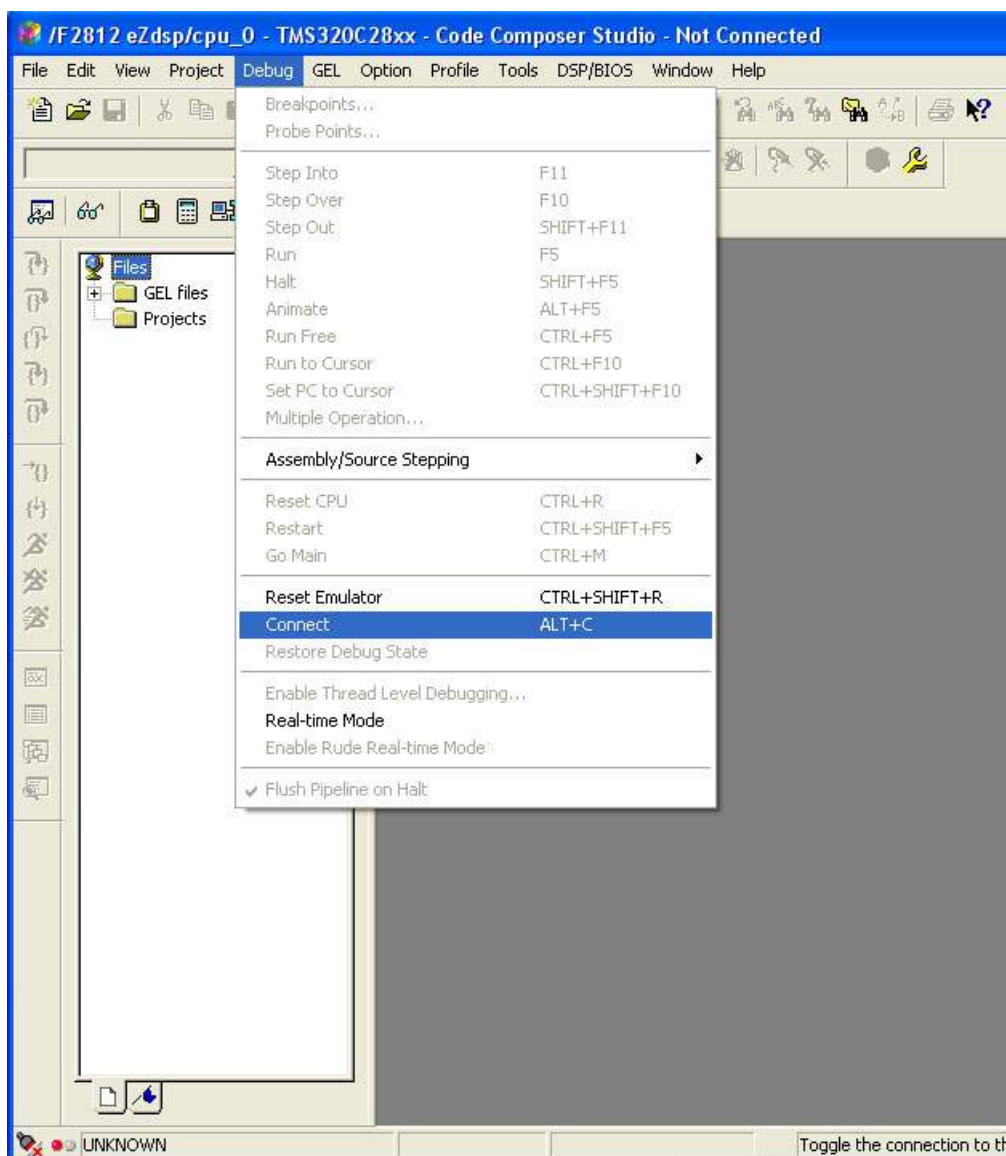 /F2812 eZdsp/cpu_0 - TMS320C28xx - Code Composer Studio - Not Connected
File Edit View Project Debug GEL Option Profile Tools DSP/BIOS Window Help
Breakpoints...
Probe Points...
Step Into F11
Step Over F10
Step Out SHIFT+F11
Run F5
Halt SHIFT+F5
Animate ALT+F5
Run Free CTRL+F5
Run to Cursor CTRL+F10
Set PC to Cursor CTRL+SHIFT+F10
Multiple Operation...
Assembly/Source Stepping
Reset CPU CTRL+R
Restart CTRL+SHIFT+F5
Go Main CTRL+M
Reset Emulator CTRL+SHIFT+R
Connect ALT+C
Restore Debug State
Enable Thread Level Debugging...
Real-time Mode
Enable Rude Real-time Mode
Flush Pipeline on Halt
Files
GEL files
Projects
UNKNOWN
Toggle the connection to th